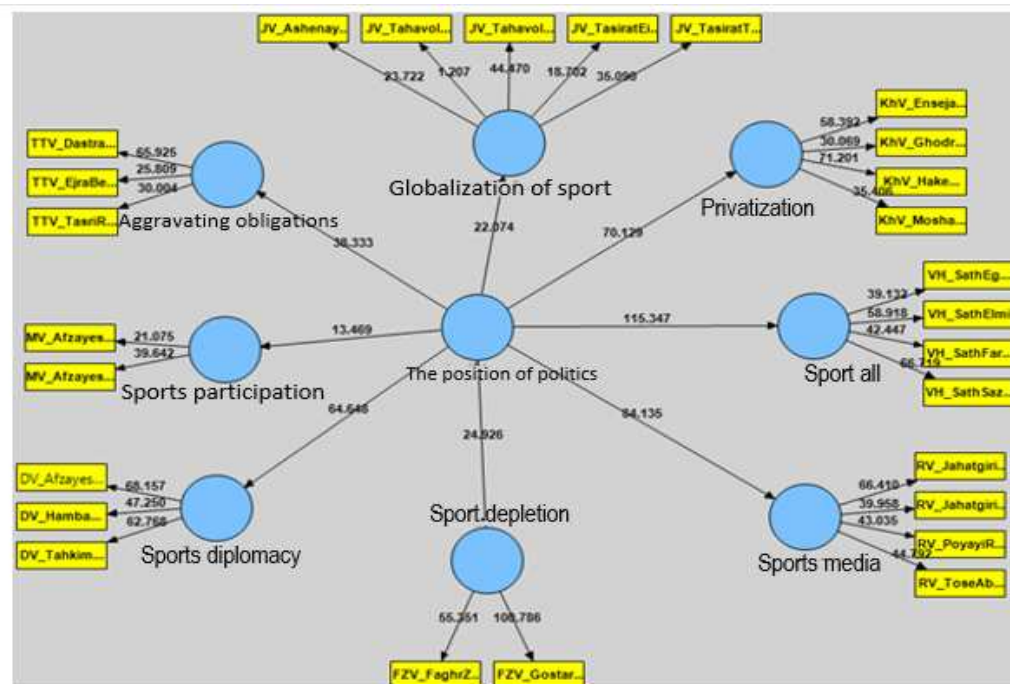 JV_Ashenay...
JV_Tahavol...
JV_Tahavol...
JV_TasiratEi...
JV_TasiratT...
23.722
1.207
44.470
18.702
35.090
KhV_Enseja...
KhV_Ghodr...
KhV_Hake...
KhV_Mosha...
58.392
30.069
71.201
35.406
TTV_Dastra...
TTV_EjraBe...
TTV_TasriR...
65.925
25.809
30.004
Aggravating obligations
Globalization of sport
Privatization
38.333
22.074
70.129
VH_SathEg...
VH_SathElmi
VH_SathFar...
VH_SathSaz...
39.132
58.918
42.447
66.719
MV_Afzayes...
MV_Afzayes...
21.075
39.642
13.469
115.347
Sports participation
The position of politics
Sport all
64.648
24.926
84.135
DV_Afzayes...
DV_Hamba...
DV_Tahkim...
68.157
47.250
62.768
Sports diplomacy
Sport depletion
Sports media
RV_Jahatgiri...
RV_Jahatgiri...
RV_PoyayiR...
RV_ToseAb...
66.410
39.958
43.035
44.792
55.351
100.786
FZV_FaghrZ...
FZV_Gostar...